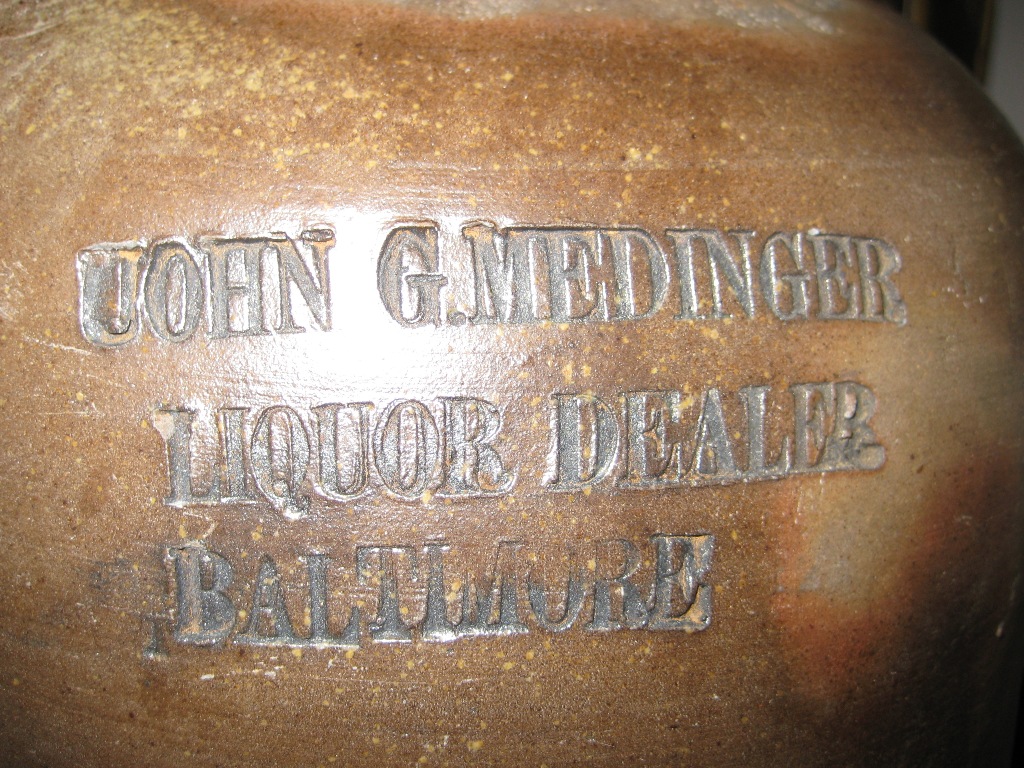 JOHN G. MEDINGER
LIQUOR DEALER
BALTIMORE